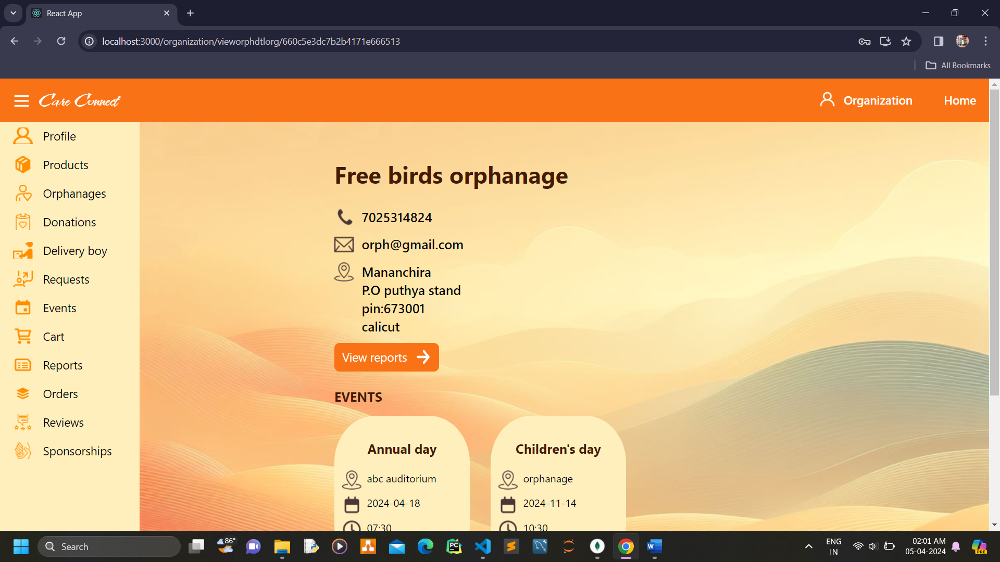 React App
localhost:3000/organization/vieworphdtlorg/660c5e3dc7b2b4171e666513
All Bookmarks
Care Connect
Organization
Home
Profile
Products
Orphanages
Donations
Delivery boy
Requests
Events
Cart
Reports
Orders
Reviews
Sponsorships
Free birds orphanage
7025314824
orph@gmail.com
Mananchira
P.O puthya stand
pin:673001
calicut
View reports
EVENTS
Annual day
abc auditorium
2024-04-18
07:30
Children's day
orphanage
2024-11-14
10:30
Search
86°
PC
W
ENG
IN
02:01 AM
05-04-2024
PRE